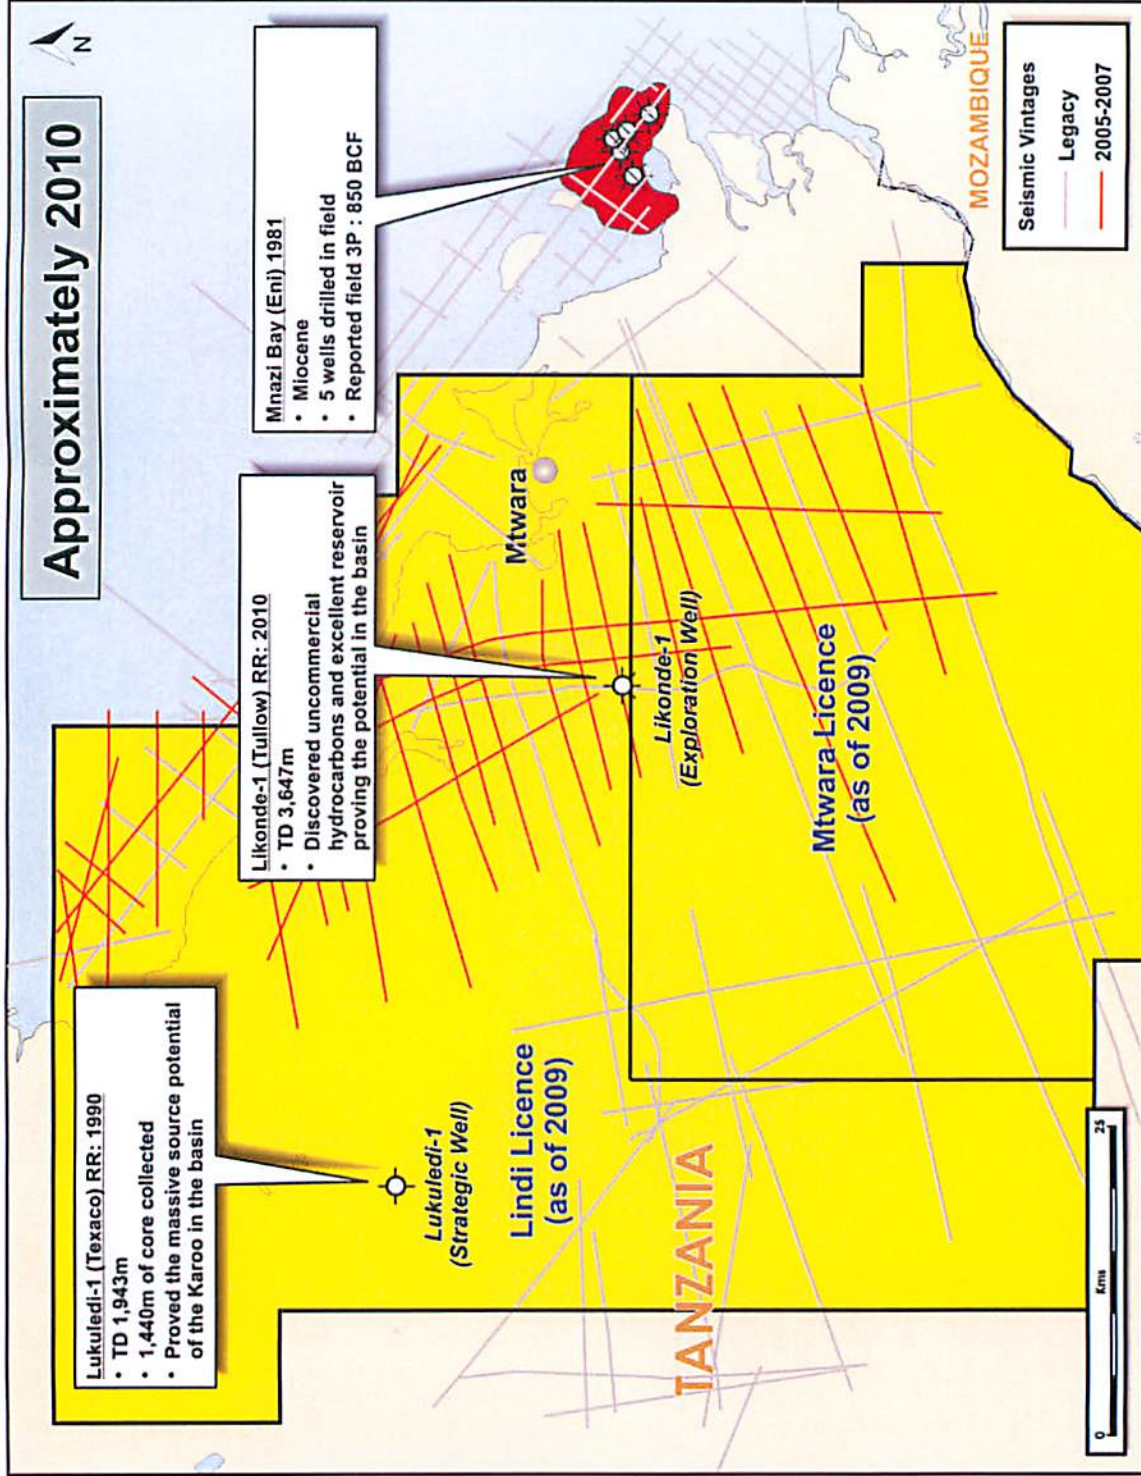 Approximately 2010
N
Lukuledi-1 (Texaco) RR: 1990
• TD 1,943m
• 1,440m of core collected
• Proved the massive source potential
of the Karoo in the basin
Likonde-1 (Tullow) RR: 2010
• TD 3,647m
• Discovered uncommercial
hydrocarbons and excellent reservoir
proving the potential in the basin
Mnazi Bay (Eni) 1981
• Miocene
• 5 wells drilled in field
• Reported field 3P : 850 BCF
Lukuledi-1
(Strategic Well)
Lindi Licence
(as of 2009)
Mtwara
Likonde-1
(Exploration Well)
Mtwara Licence
(as of 2009)
TANZANIA
MOZAMBIQUE
Seismic Vintages
Legacy
2005-2007
0 Kms 25